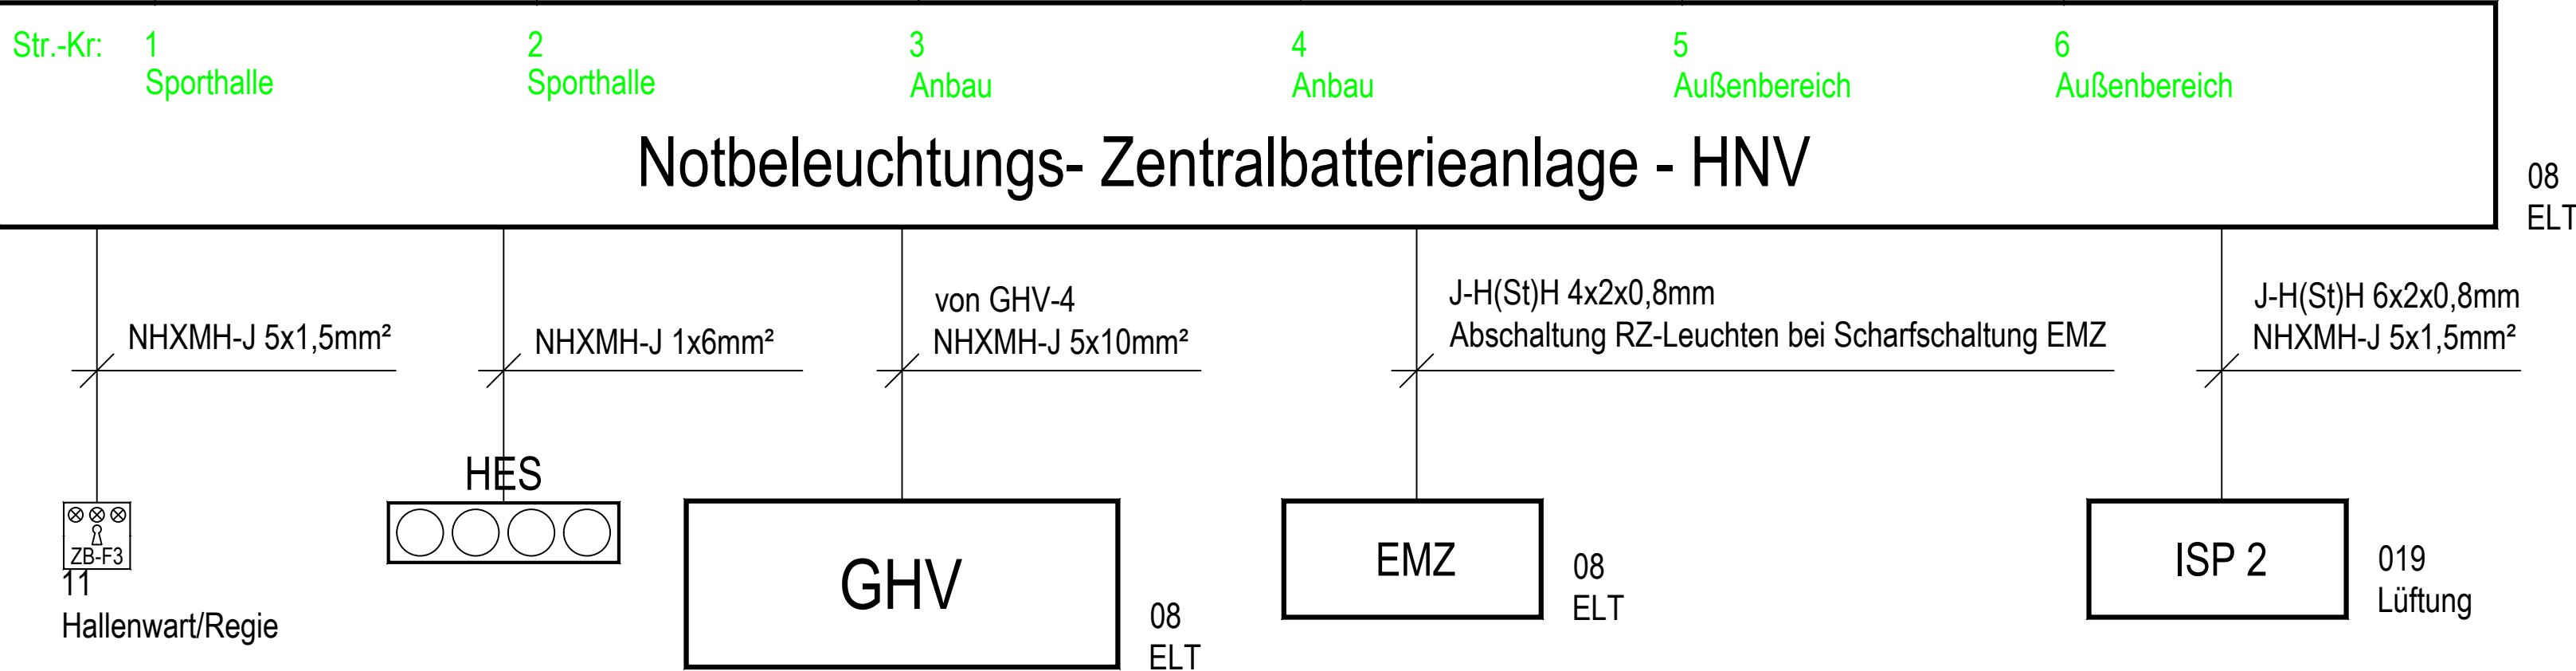 Str.-Kr: 1 2 3 4 5 6
Sporthalle Sporthalle Anbau Anbau Außenbereich Außenbereich
Notbeleuchtungs- Zentralbatterieanlage - HNV
08
ELT
NHXMH-J 5x1,5mm²
NHXMH-J 1x6mm²
von GHV-4
NHXMH-J 5x10mm²
J-H(St)H 4x2x0,8mm
Abschaltung RZ-Leuchten bei Scharfschaltung EMZ
J-H(St)H 6x2x0,8mm
NHXMH-J 5x1,5mm²
ZB-F3
11
Hallenwart/Regie
HES
GHV
08
ELT
EMZ
08
ELT
ISP 2
019
Lüftung